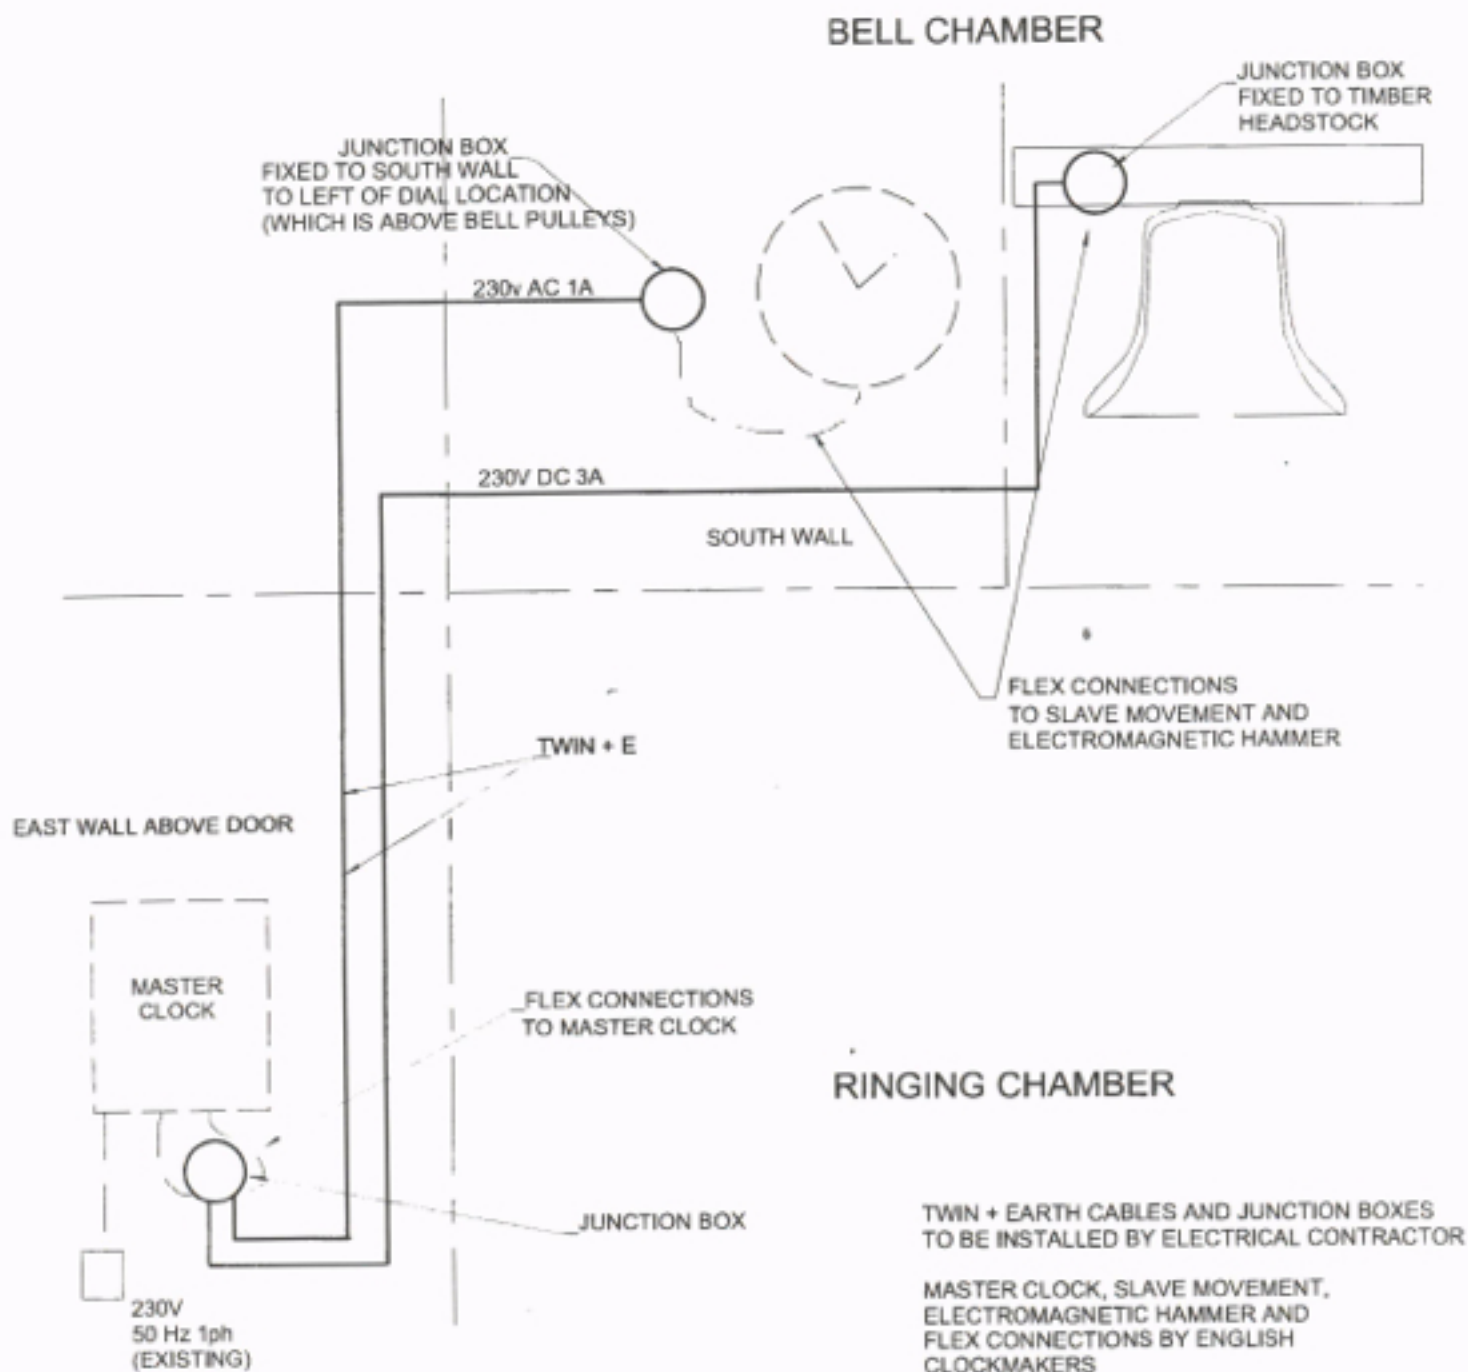 BELL CHAMBER
JUNCTION BOX
FIXED TO TIMBER
HEADSTOCK
JUNCTION BOX
FIXED TO SOUTH WALL
TO LEFT OF DIAL LOCATION
(WHICH IS ABOVE BELL PULLEYS)
230v AC 1A
230V DC 3A
SOUTH WALL
FLEX CONNECTIONS
TO SLAVE MOVEMENT AND
ELECTROMAGNETIC HAMMER
TWIN + E
EAST WALL ABOVE DOOR
MASTER
CLOCK
FLEX CONNECTIONS
TO MASTER CLOCK
RINGING CHAMBER
JUNCTION BOX
TWIN + EARTH CABLES AND JUNCTION BOXES
TO BE INSTALLED BY ELECTRICAL CONTRACTOR
MASTER CLOCK, SLAVE MOVEMENT,
ELECTROMAGNETIC HAMMER AND
FLEX CONNECTIONS BY ENGLISH
CLOCKMAKERS
230V
50 Hz 1ph
(EXISTING)